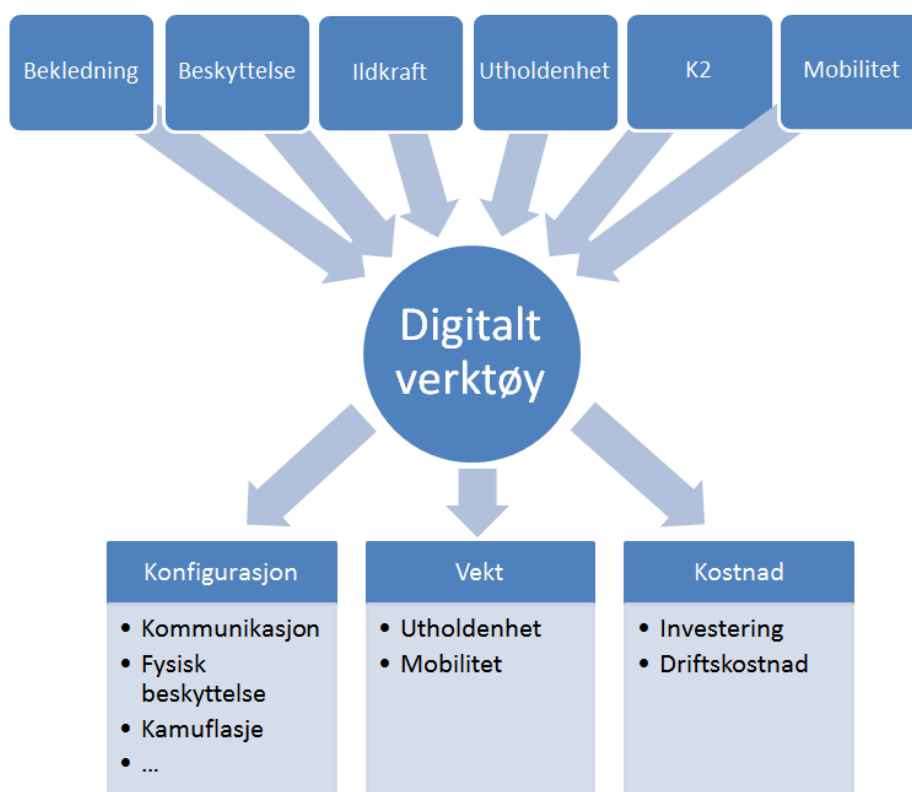 Bekledning
Beskyttelse
Ildkraft
Utholdenhet
K2
Mobilitet
Digitalt
verktøy
Konfigurasjon
• Kommunikasjon
• Fysisk
beskyttelse
• Kamuflasje
• ...
Vekt
• Utholdenhet
• Mobilitet
Kostnad
• Investering
• Driftskostnad